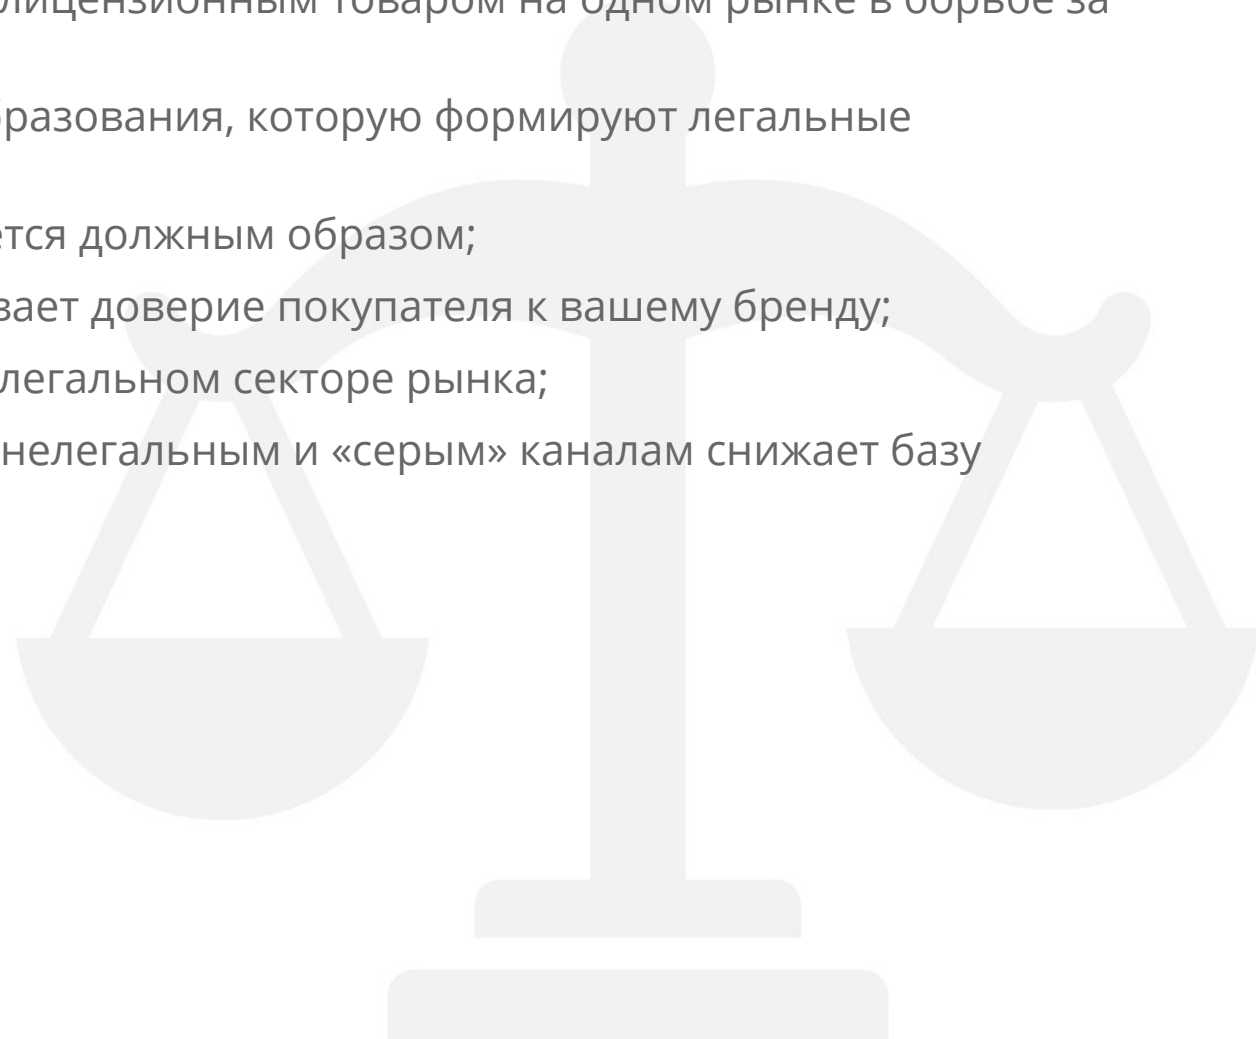 лицензионным товаром на одном рынке в борьбе за
бразования, которую формируют легальные
ется должным образом;
вает доверие покупателя к вашему бренду;
легальном секторе рынка;
нелегальным и «серым» каналам снижает базу